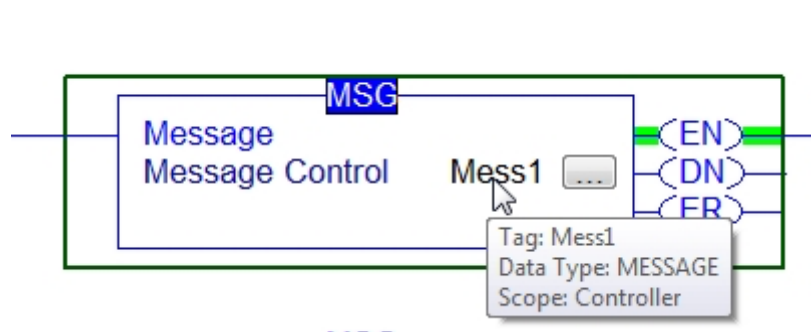 MSG
Message
Message Control Mess1 ...
EN
DN
ER
Tag: Mess1
Data Type: MESSAGE
Scope: Controller